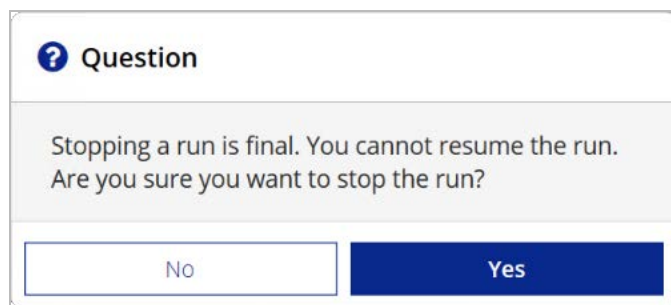 Question
Stopping a run is final. You cannot resume the run.
Are you sure you want to stop the run?
No
Yes